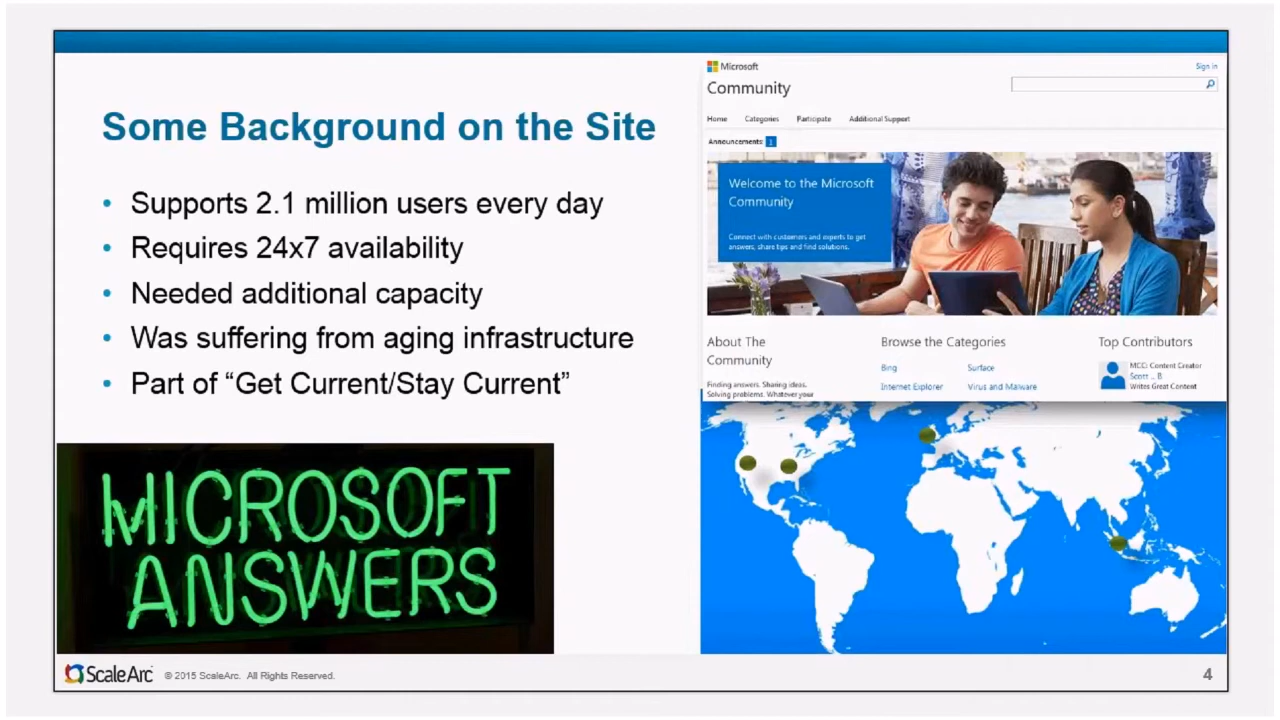 Some Background on the Site
• Supports 2.1 million users every day
• Requires 24x7 availability
• Needed additional capacity
• Was suffering from aging infrastructure
• Part of “Get Current/Stay Current”
MICROSOFT
ANSWERS
Microsoft
Sign in
Community
Home Categories Participate Additional Support
Announcements 1
Welcome to the Microsoft
Community
Connect with customers and experts to get
answers, share tips and find solutions.
About The
Community
Finding answers. Sharing ideas.
Solving problems. Whatever your
Browse the Categories
Bing Surface
Internet Explorer Virus and Malware
Top Contributors
MCC: Content Creator
Scott .. B
Writes Great Content
ScaleArc © 2015 ScaleArc. All Rights Reserved.
4